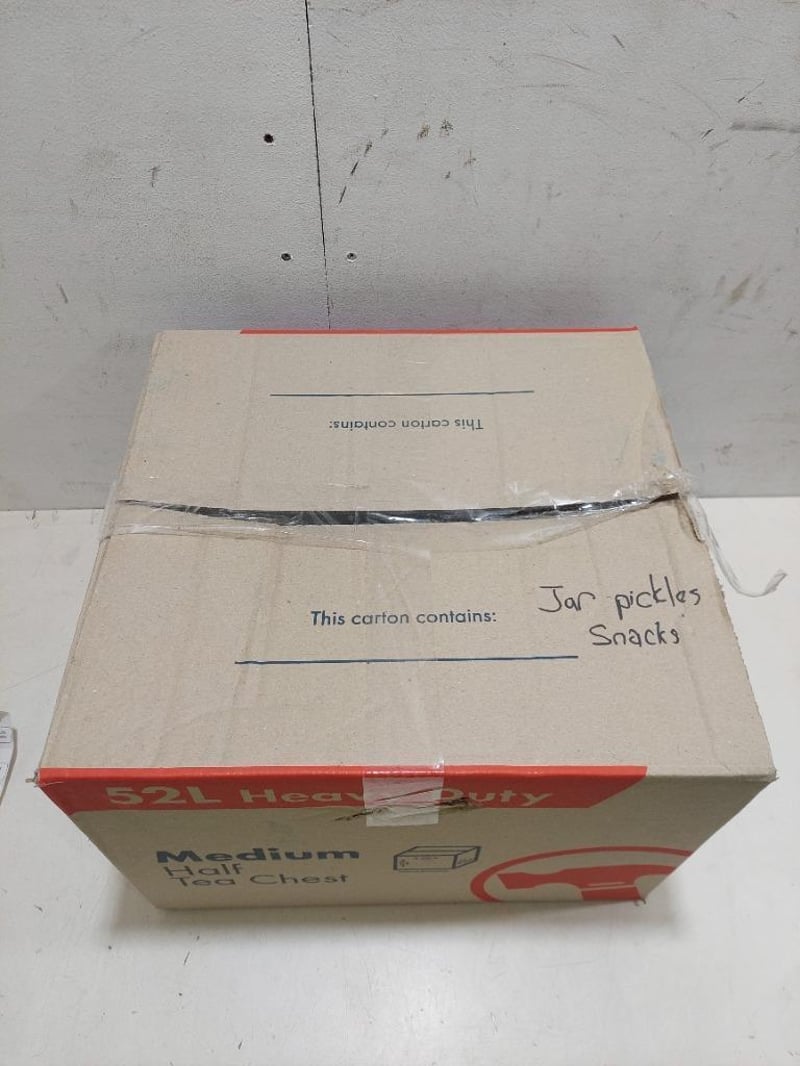 This carton contains:
This carton contains:
Jar pickles
Snacks
52L Heavy Duty
Medium
Half
Tea Chest